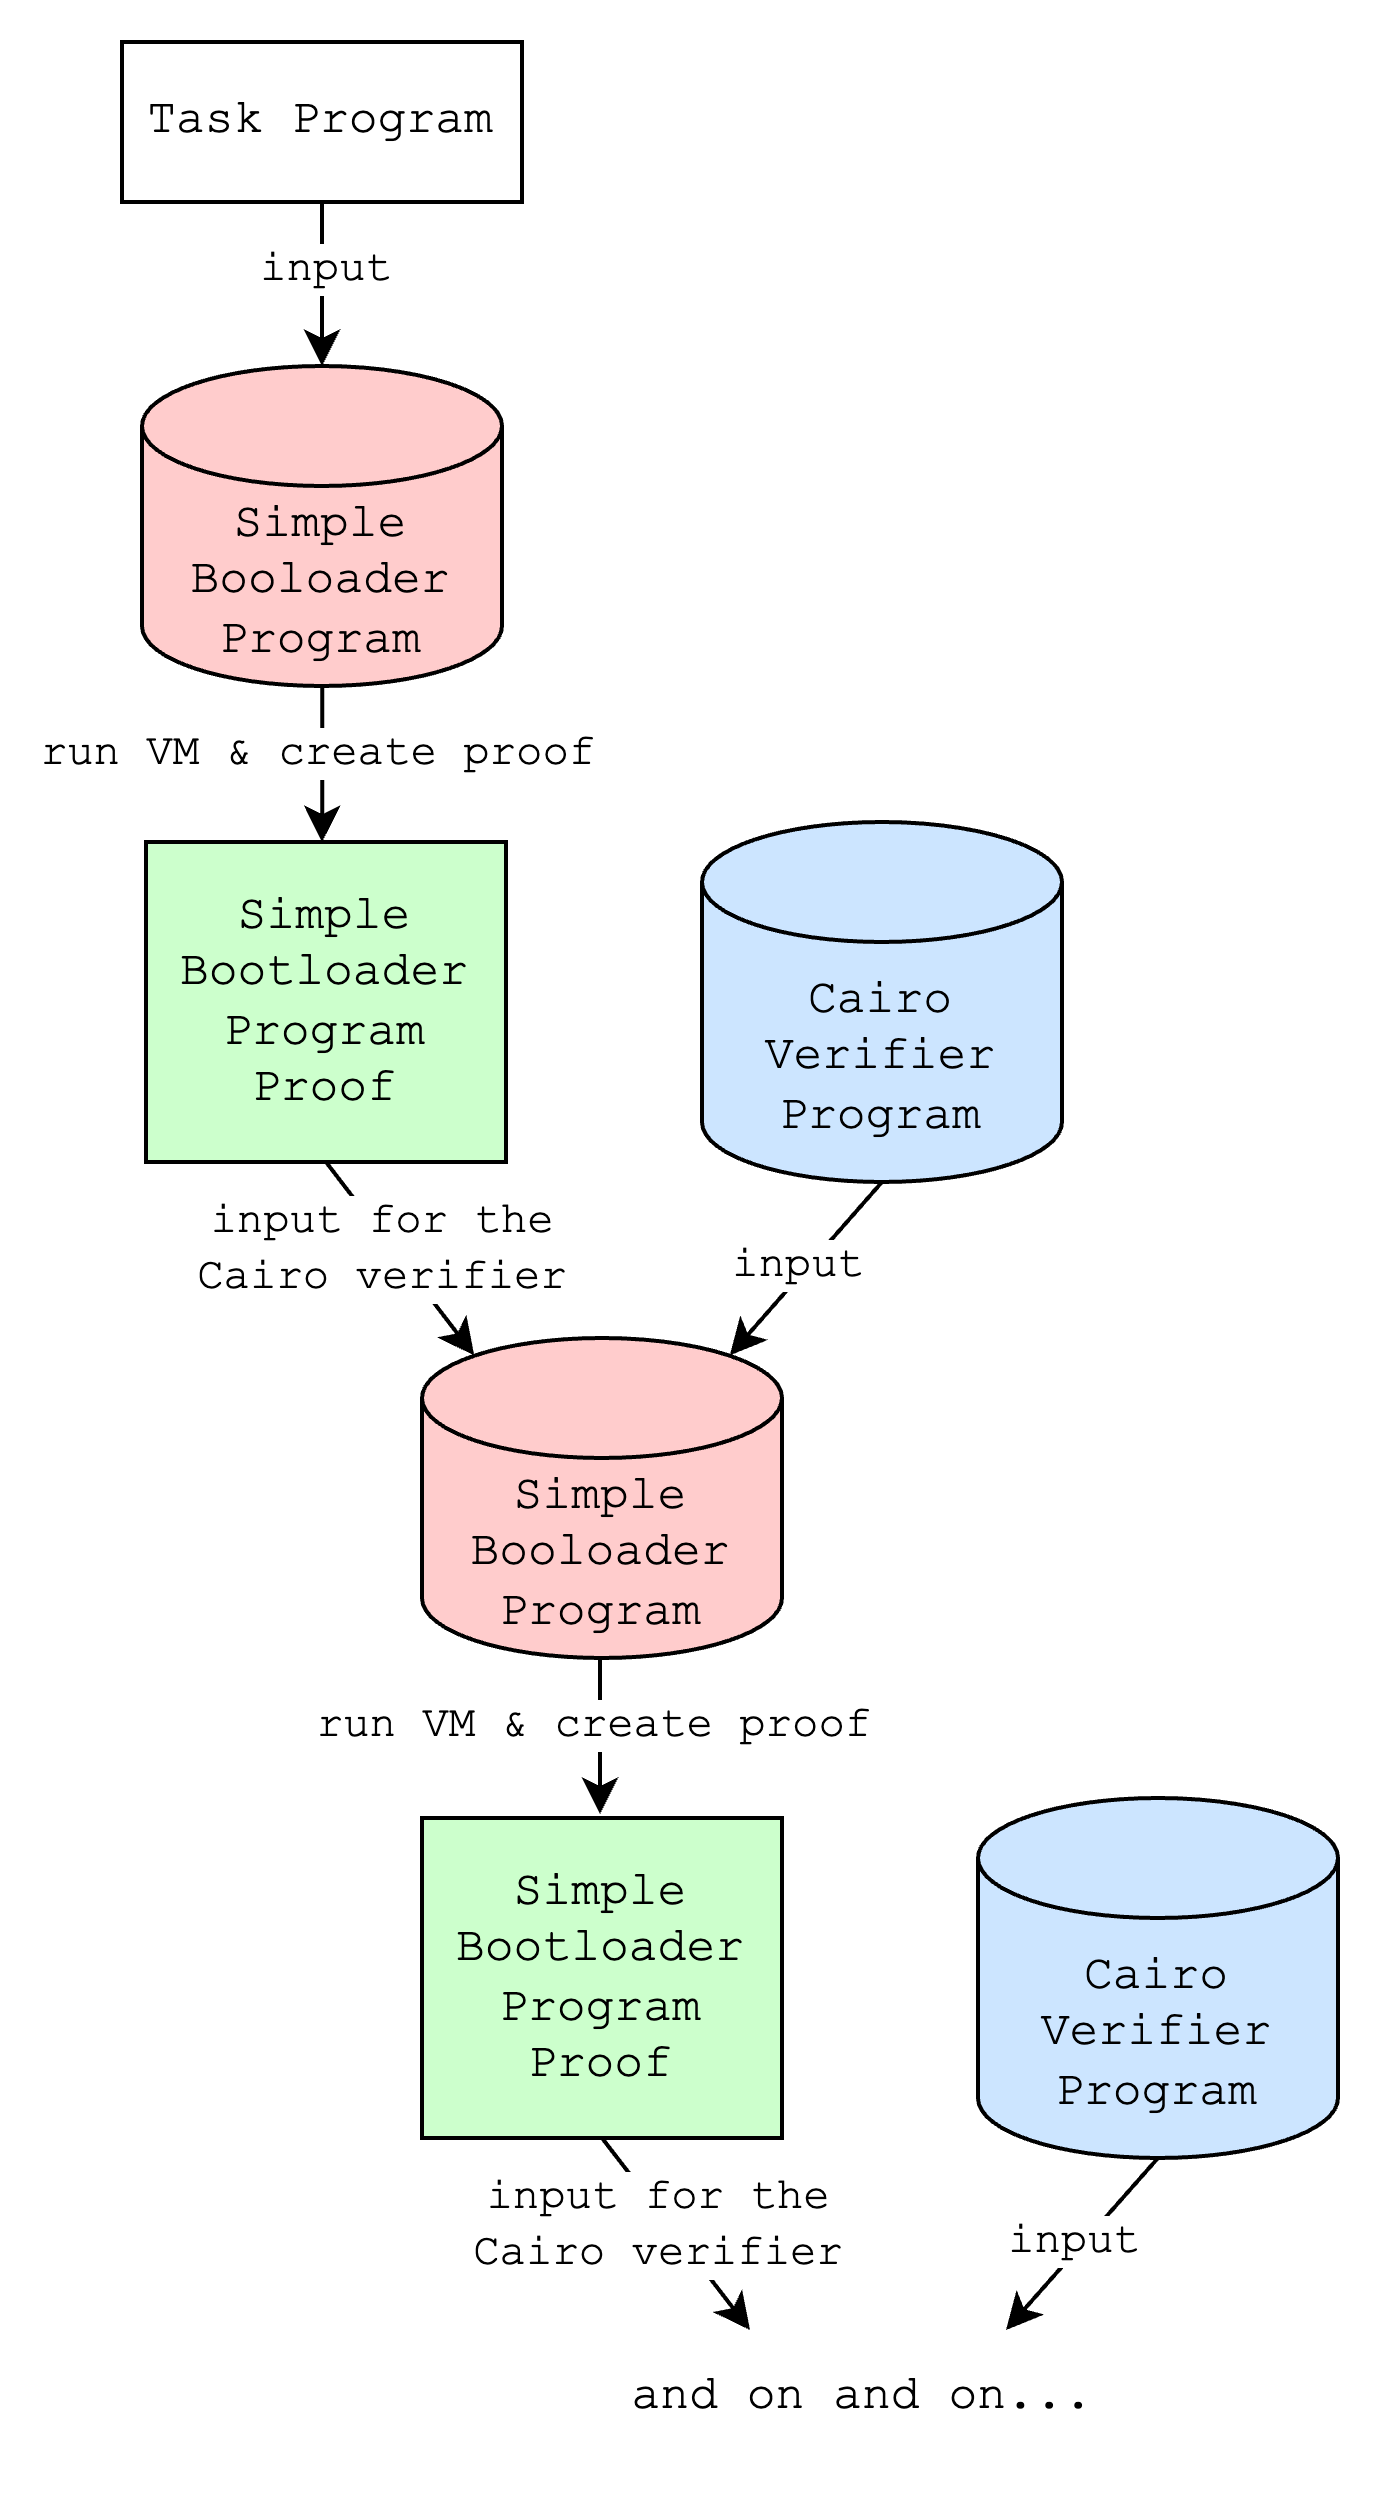 Task Program
input
Simple
Booloader
Program
run VM & create proof
Simple
Bootloader
Program
Proof
Cairo
Verifier
Program
input for the
Cairo verifier
input
Simple
Booloader
Program
run VM & create proof
Simple
Bootloader
Program
Proof
Cairo
Verifier
Program
input for the
Cairo verifier
input
and on and on...